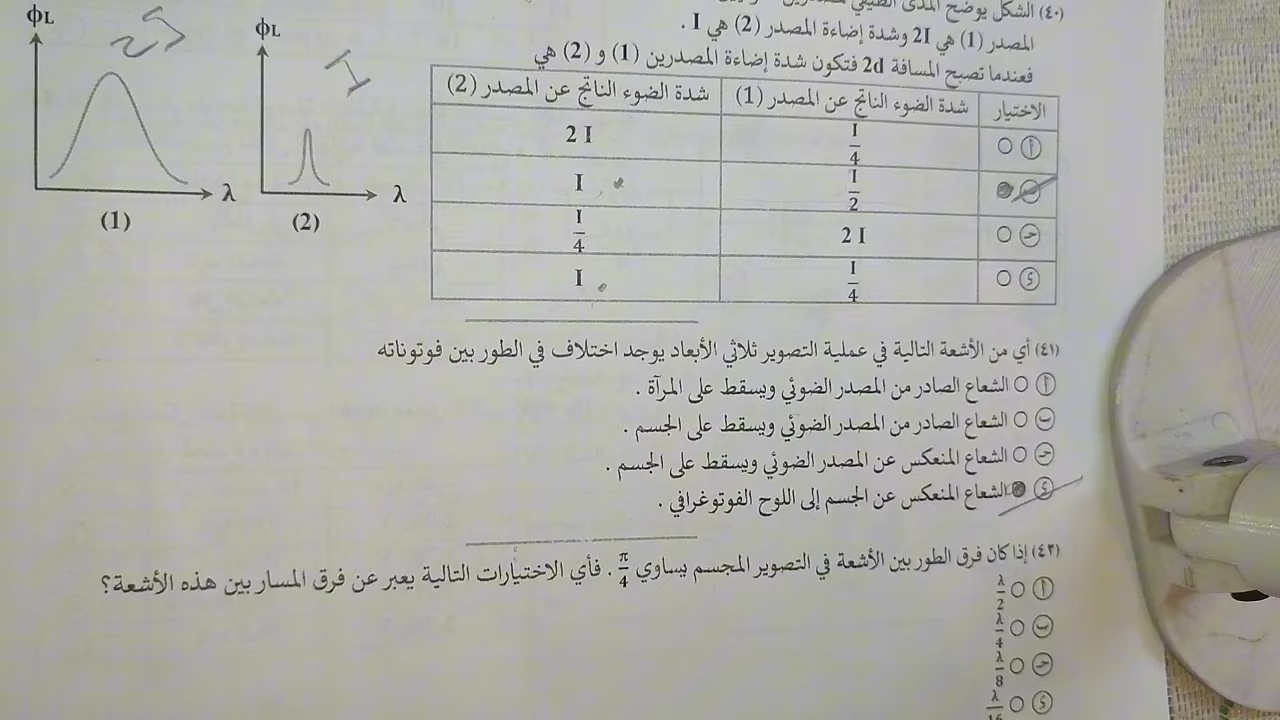 (٤٠) الشكل يوضح المدى الطيفي
المصدر (1) هي 2I وشدة إضاءة المصدر (2) هي I .
فعندما تصبح المسافة 2d فتكون شدة إضاءة المصدرين (1) و (2) هي
الاختيار شدة الضوء الناتج عن المصدر (1) شدة الضوء الناتج عن المصدر (2)
أ I/4 2 I
ب I/2 I
جـ 2 I I/4
د I/4 I
ϕL 2I
λ
(1)
ϕL I
λ
(2)
(٤١) أي من الأشعة التالية في عملية التصوير ثلاثي الأبعاد يوجد اختلاف في الطور بين فوتوناته
أ الشعاع الصادر من المصدر الضوئي ويسقط على المرآة .
ب الشعاع الصادر من المصدر الضوئي ويسقط على الجسم .
جـ الشعاع المنعكس عن المصدر الضوئي ويسقط على الجسم .
د الشعاع المنعكس عن الجسم إلى اللوح الفوتوغرافي .
(٤٢) إذا كان فرق الطور بين الأشعة في التصوير المجسم يساوي π/4 . فأي الاختيارات التالية يعبر عن فرق المسار بين هذه الأشعة؟
أ λ/2
ب λ/4
جـ λ/8
د λ/16